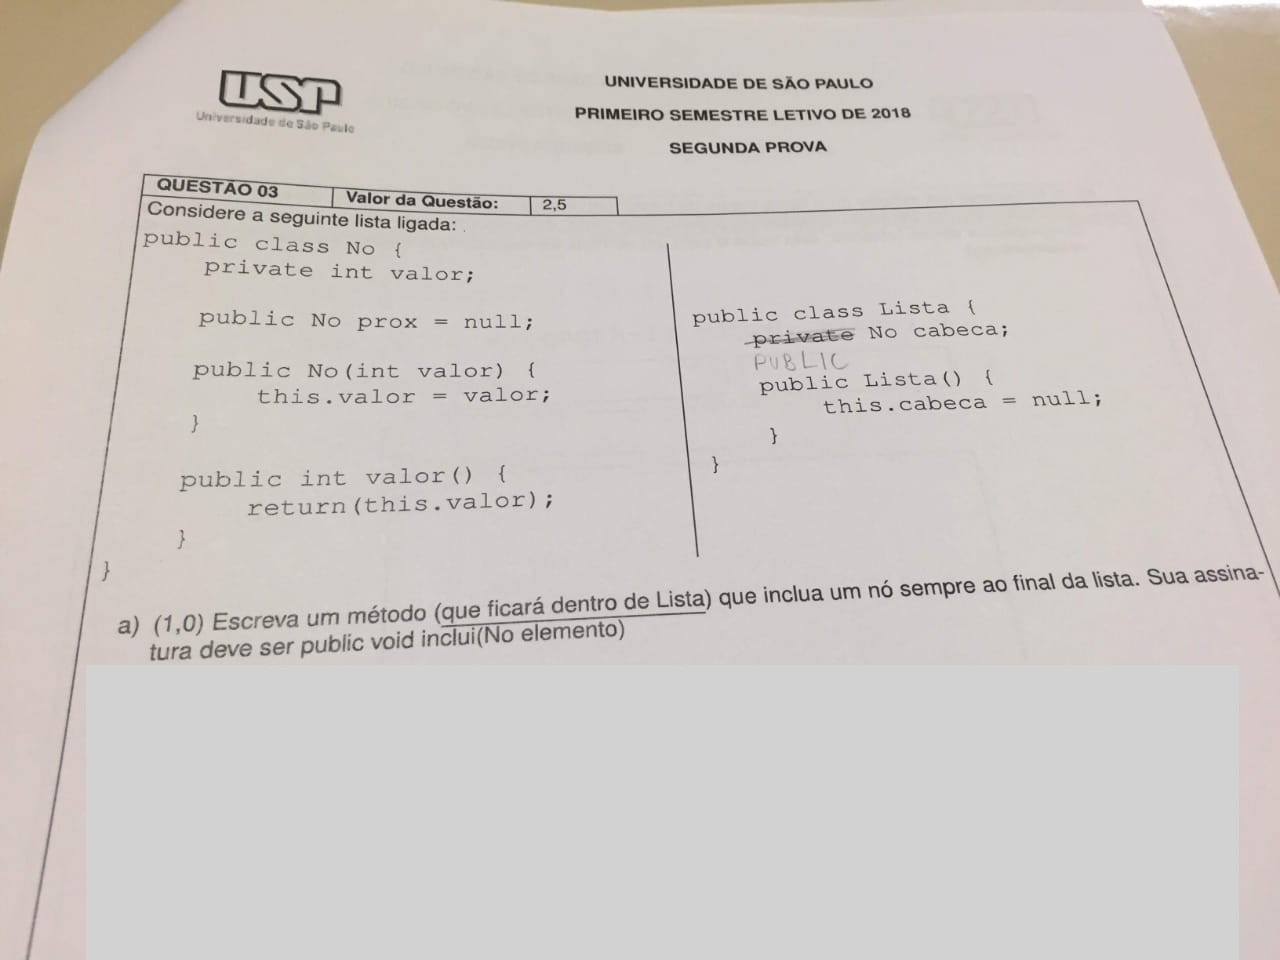 USP
Universidade de São Paulo
UNIVERSIDADE DE SÃO PAULO
PRIMEIRO SEMESTRE LETIVO DE 2018
SEGUNDA PROVA
QUESTÃO 03 Valor da Questão: 2,5
Considere a seguinte lista ligada:
public class No {
private int valor;
public No prox = null;
public No(int valor) {
this.valor = valor;
}
public int valor() {
return(this.valor);
}
}
public class Lista {
private No cabeca;
PUBLIC
public Lista() {
this.cabeca = null;
}
}
a) (1,0) Escreva um método (que ficará dentro de Lista) que inclua um nó sempre ao final da lista. Sua assina-
tura deve ser public void inclui(No elemento)